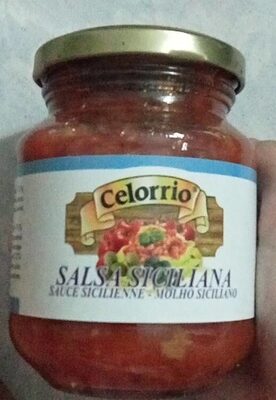 Celorrio®
SALSA SICILIANA
SAUCE SICILIENNE - MOLHO SICILIANO